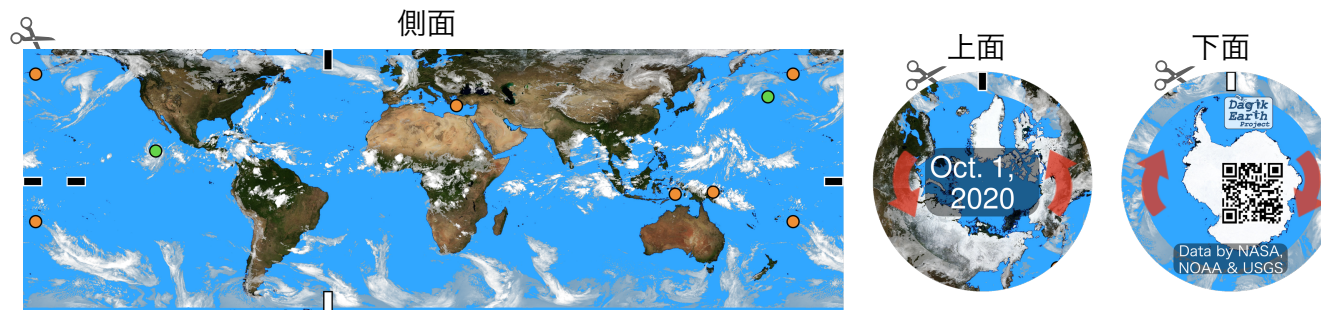 側面
上面
下面
Oct. 1,
2020
Dagik
Earth
Project
Data by NASA,
NOAA & USGS